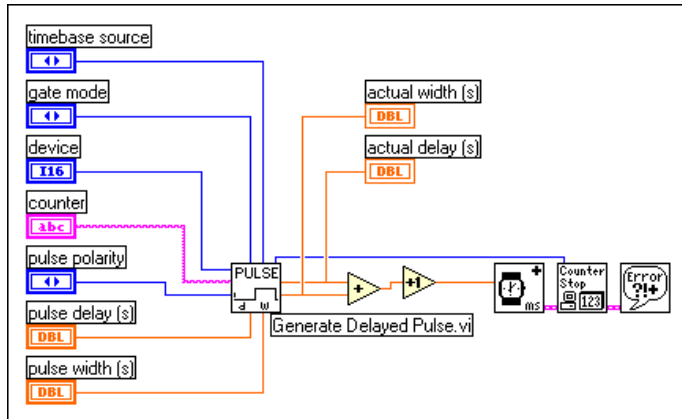 timebase source
gate mode
device
I16
counter
abc
pulse polarity
pulse delay (s)
DBL
pulse width (s)
DBL
PULSE
d W
Generate Delayed Pulse.vi
actual width (s)
DBL
actual delay (s)
DBL
+
+1
+
ms
Counter
Stop
123
Error
?!+